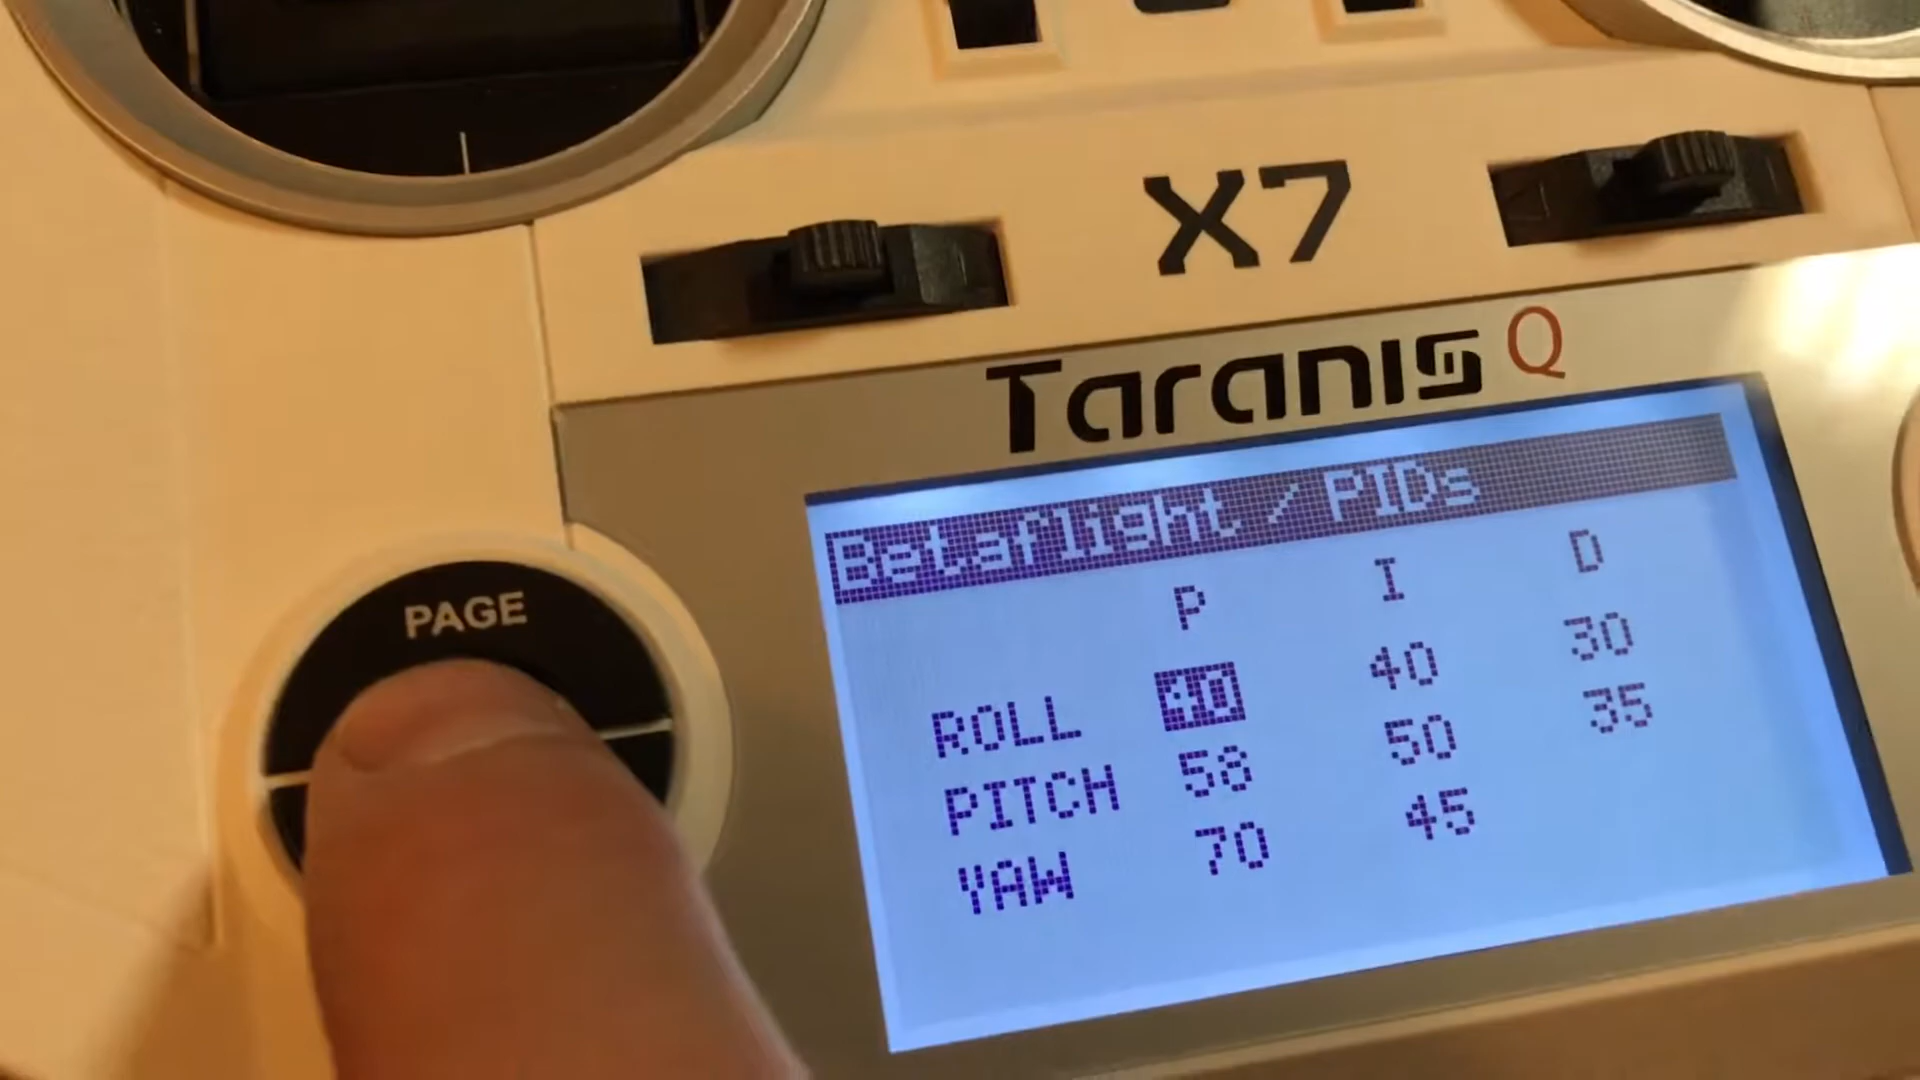 X7
Taranis Q
Betaflight / PIDs
P I D
ROLL 40 40 30
PITCH 58 50 35
YAW 70 45
PAGE